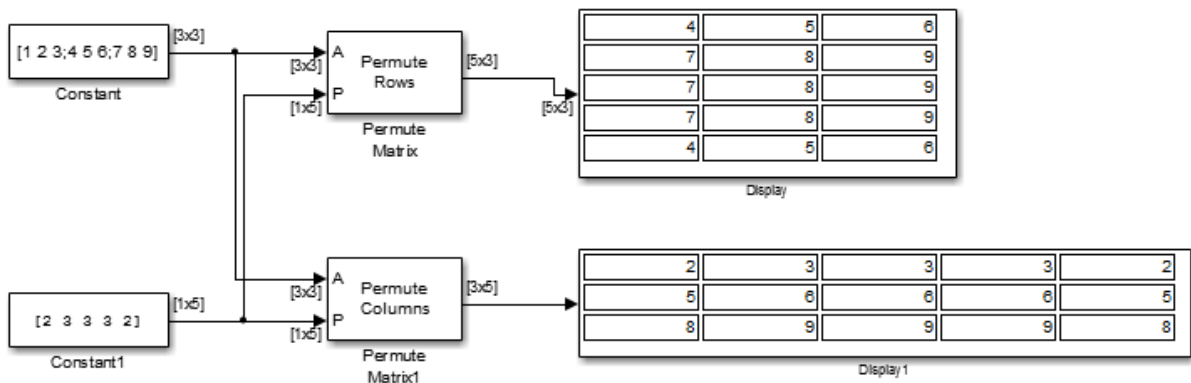 [1 2 3;4 5 6;7 8 9]
Constant
[3x3]
[3x3]
A
[1x5]
P
Permute
Rows
Permute
Matrix
[5x3]
[5x3]
4 5 6
7 8 9
7 8 9
7 8 9
4 5 6
Display
[2 3 3 3 2]
Constant1
[1x5]
[3x3]
A
[1x5]
P
Permute
Columns
Permute
Matrix1
[3x5]
2 3 3 3 2
5 6 6 6 5
8 9 9 9 8
Display1